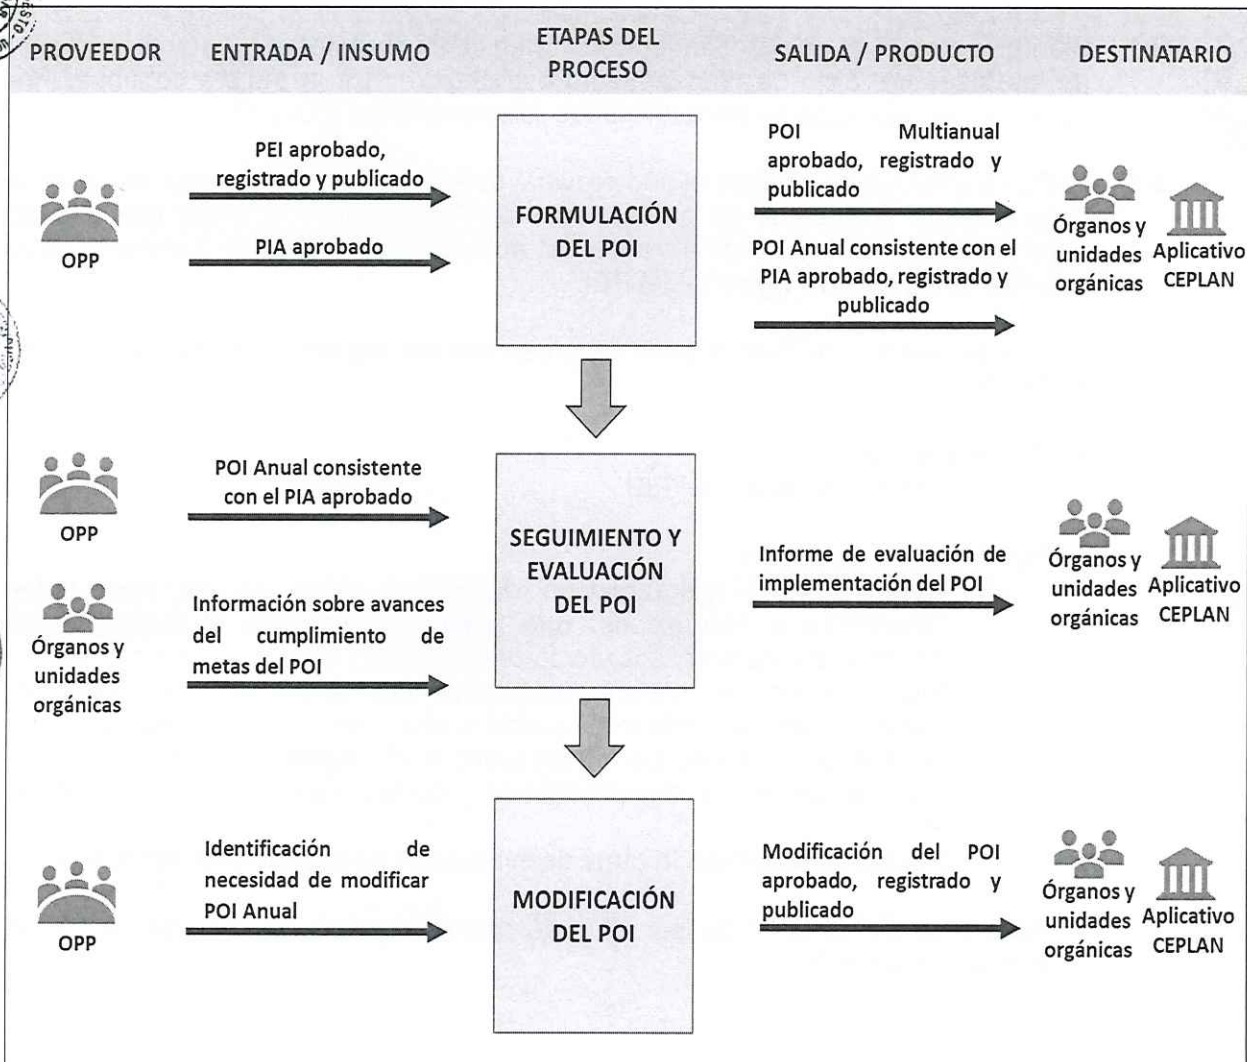 PROVEEDOR
ENTRADA / INSUMO
ETAPAS DEL
PROCESO
SALIDA / PRODUCTO
DESTINATARIO
OPP
PEI aprobado,
registrado y publicado
PIA aprobado
FORMULACIÓN
DEL POI
POI Multianual
aprobado, registrado y
publicado
POI Anual consistente con el
PIA aprobado, registrado y
publicado
Órganos y
unidades
orgánicas
Aplicativo
CEPLAN
OPP
POI Anual consistente
con el PIA aprobado
Órganos y
unidades
orgánicas
Información sobre avances
del cumplimiento de
metas del POI
SEGUIMIENTO Y
EVALUACIÓN
DEL POI
Informe de evaluación de
implementación del POI
Órganos y
unidades
orgánicas
Aplicativo
CEPLAN
OPP
Identificación de
necesidad de modificar
POI Anual
MODIFICACIÓN
DEL POI
Modificación del POI
aprobado, registrado y
publicado
Órganos y
unidades
orgánicas
Aplicativo
CEPLAN